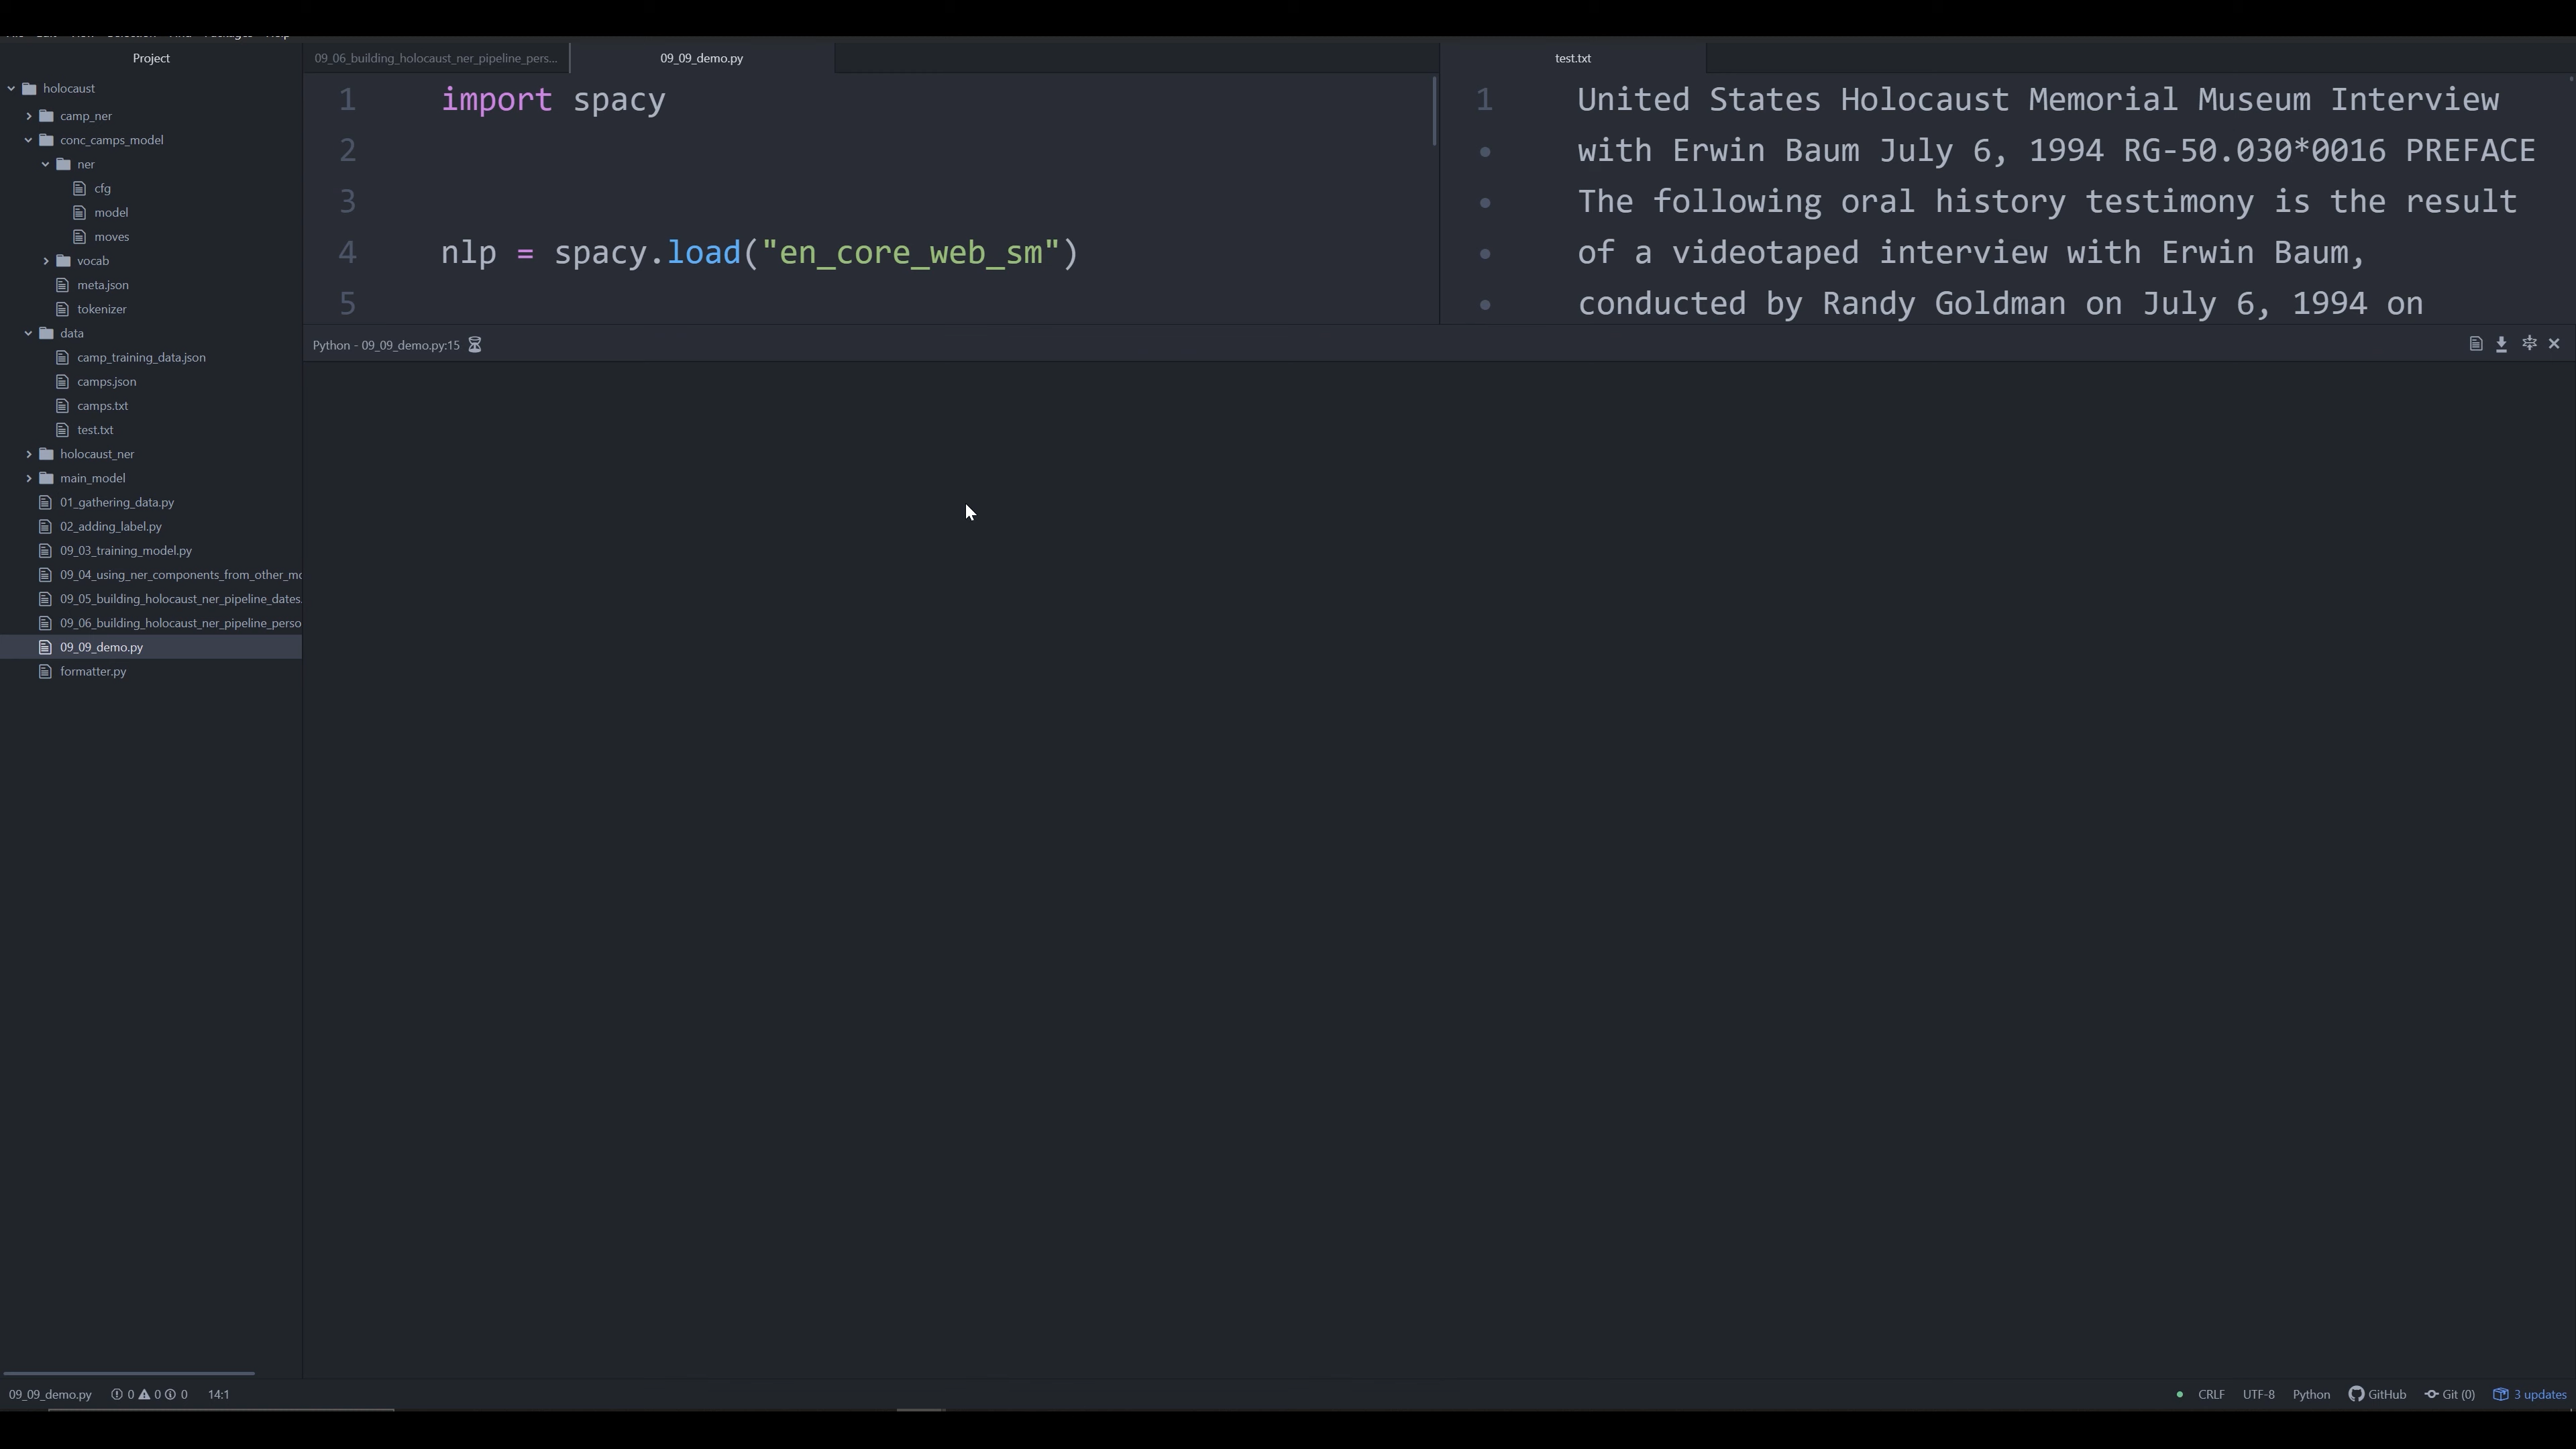 Project
holocaust
camp_ner
conc_camps_model
ner
cfg
model
moves
vocab
meta.json
tokenizer
data
camp_training_data.json
camps.json
camps.txt
test.txt
holocaust_ner
main_model
01_gathering_data.py
02_adding_label.py
09_03_training_model.py
09_04_using_ner_components_from_other_mo
09_05_building_holocaust_ner_pipeline_dates.
09_06_building_holocaust_ner_pipeline_perso
09_09_demo.py
formatter.py
09_06_building_holocaust_ner_pipeline_pers...
09_09_demo.py
1 import spacy
2
3
4 nlp = spacy.load("en_core_web_sm")
5
test.txt
1 United States Holocaust Memorial Museum Interview
with Erwin Baum July 6, 1994 RG-50.030*0016 PREFACE
The following oral history testimony is the result
of a videotaped interview with Erwin Baum,
conducted by Randy Goldman on July 6, 1994 on
Python - 09_09_demo.py:15
09_09_demo.py 0 0 0 14:1
CRLF UTF-8 Python GitHub Git (0) 3 updates